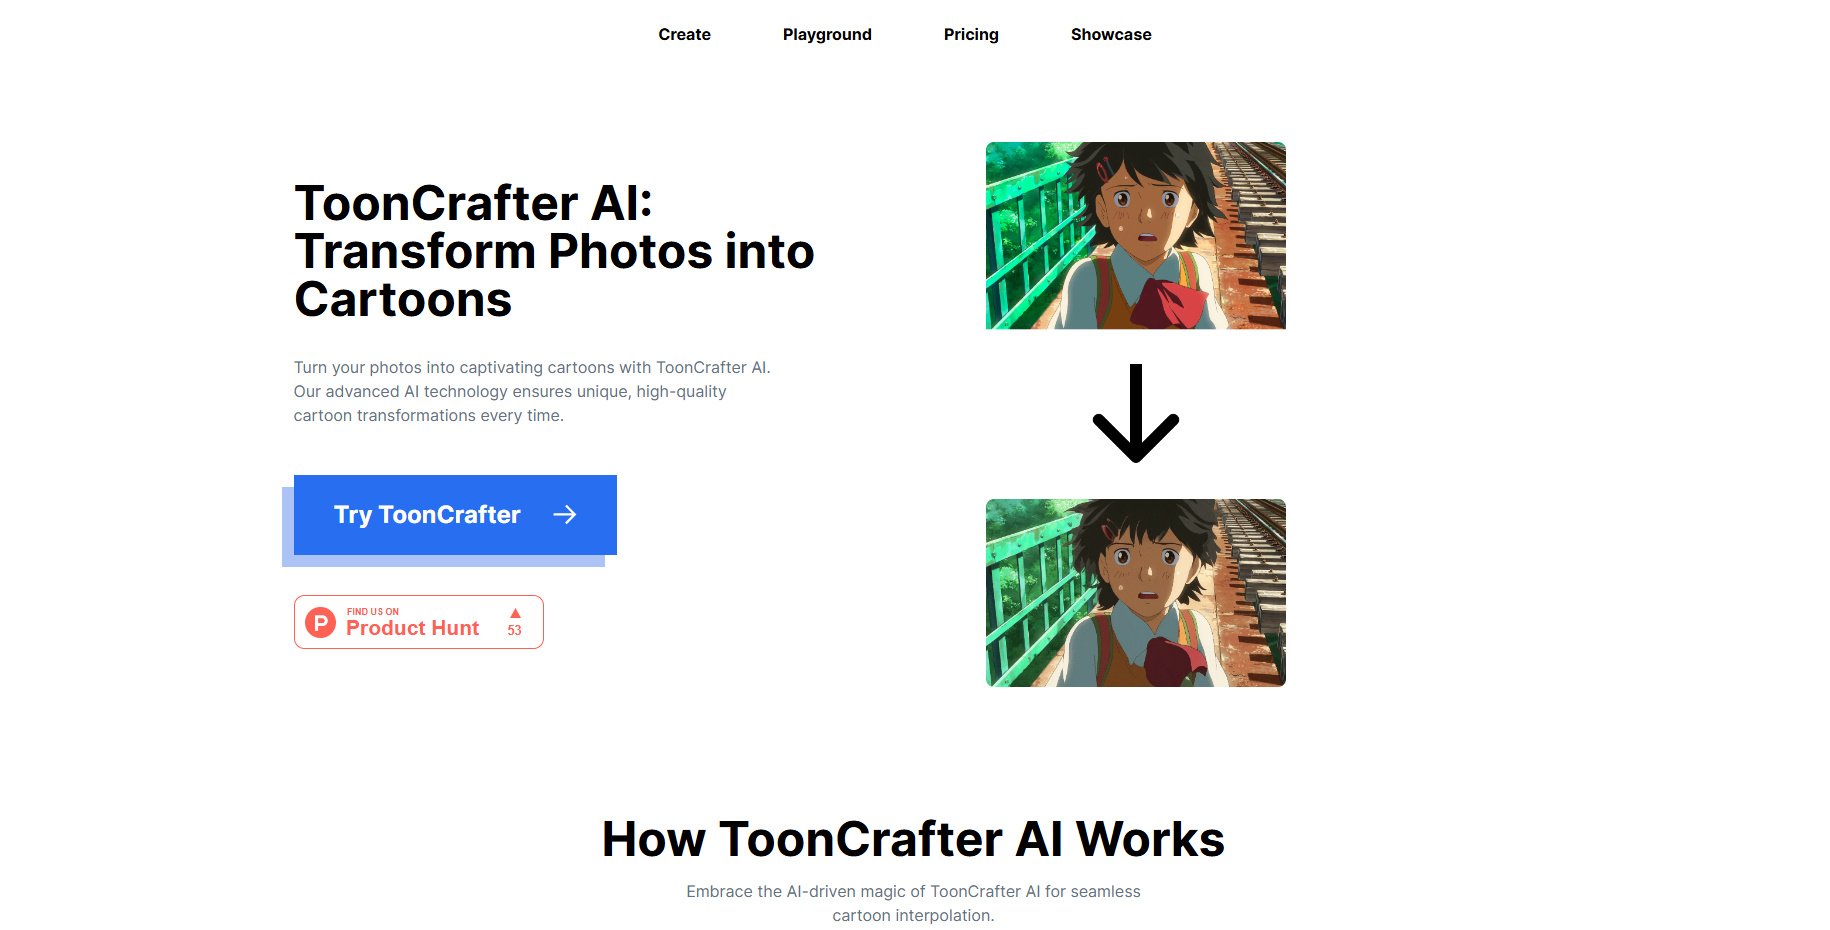 Create Playground Pricing Showcase
ToonCrafter AI:
Transform Photos into
Cartoons
Turn your photos into captivating cartoons with ToonCrafter AI.
Our advanced AI technology ensures unique, high-quality
cartoon transformations every time.
Try ToonCrafter
FIND US ON
Product Hunt
53
How ToonCrafter AI Works
Embrace the AI-driven magic of ToonCrafter AI for seamless
cartoon interpolation.